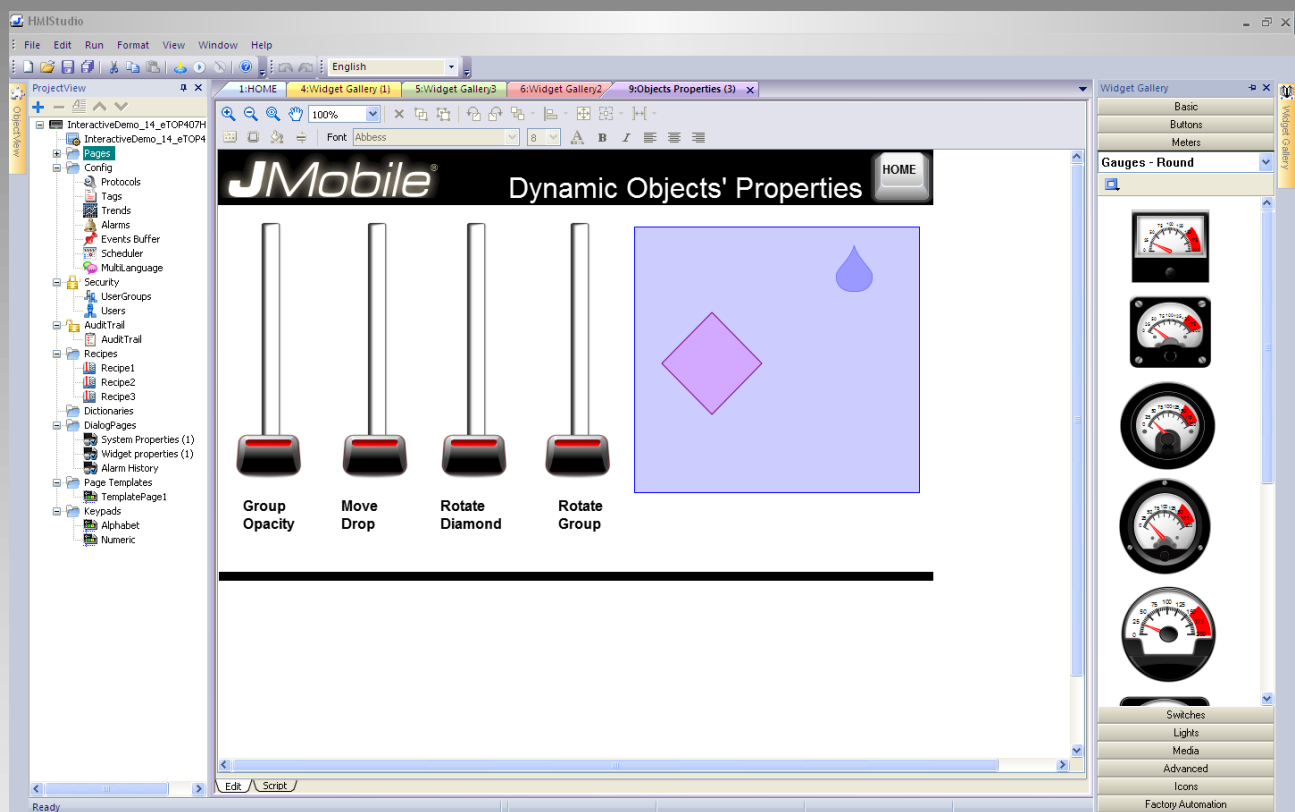 HMIStudio
File Edit Run Format View Window Help
English
ProjectView
1:HOME 4:Widget Gallery (1) 5:Widget Gallery3 6:Widget Gallery2 9:Objects Properties (3)
Widget Gallery
100%
Font Abbess 8 A B I
ObjectView
InteractiveDemo_14_eTOP407H
InteractiveDemo_14_eTOP4
Pages
Config
Protocols
Tags
Trends
Alarms
Events Buffer
Scheduler
MultiLanguage
Security
UserGroups
Users
AuditTrail
AuditTrail
Recipes
Recipe1
Recipe2
Recipe3
Dictionaries
DialogPages
System Properties (1)
Widget properties (1)
Alarm History
Page Templates
TemplatePage1
Keypads
Alphabet
Numeric
JMobile®
Dynamic Objects' Properties
HOME
Group
Opacity
Move
Drop
Rotate
Diamond
Rotate
Group
Edit Script
Basic
Buttons
Meters
Gauges - Round
Switches
Lights
Media
Advanced
Icons
Factory Automation
Widget Gallery
Ready